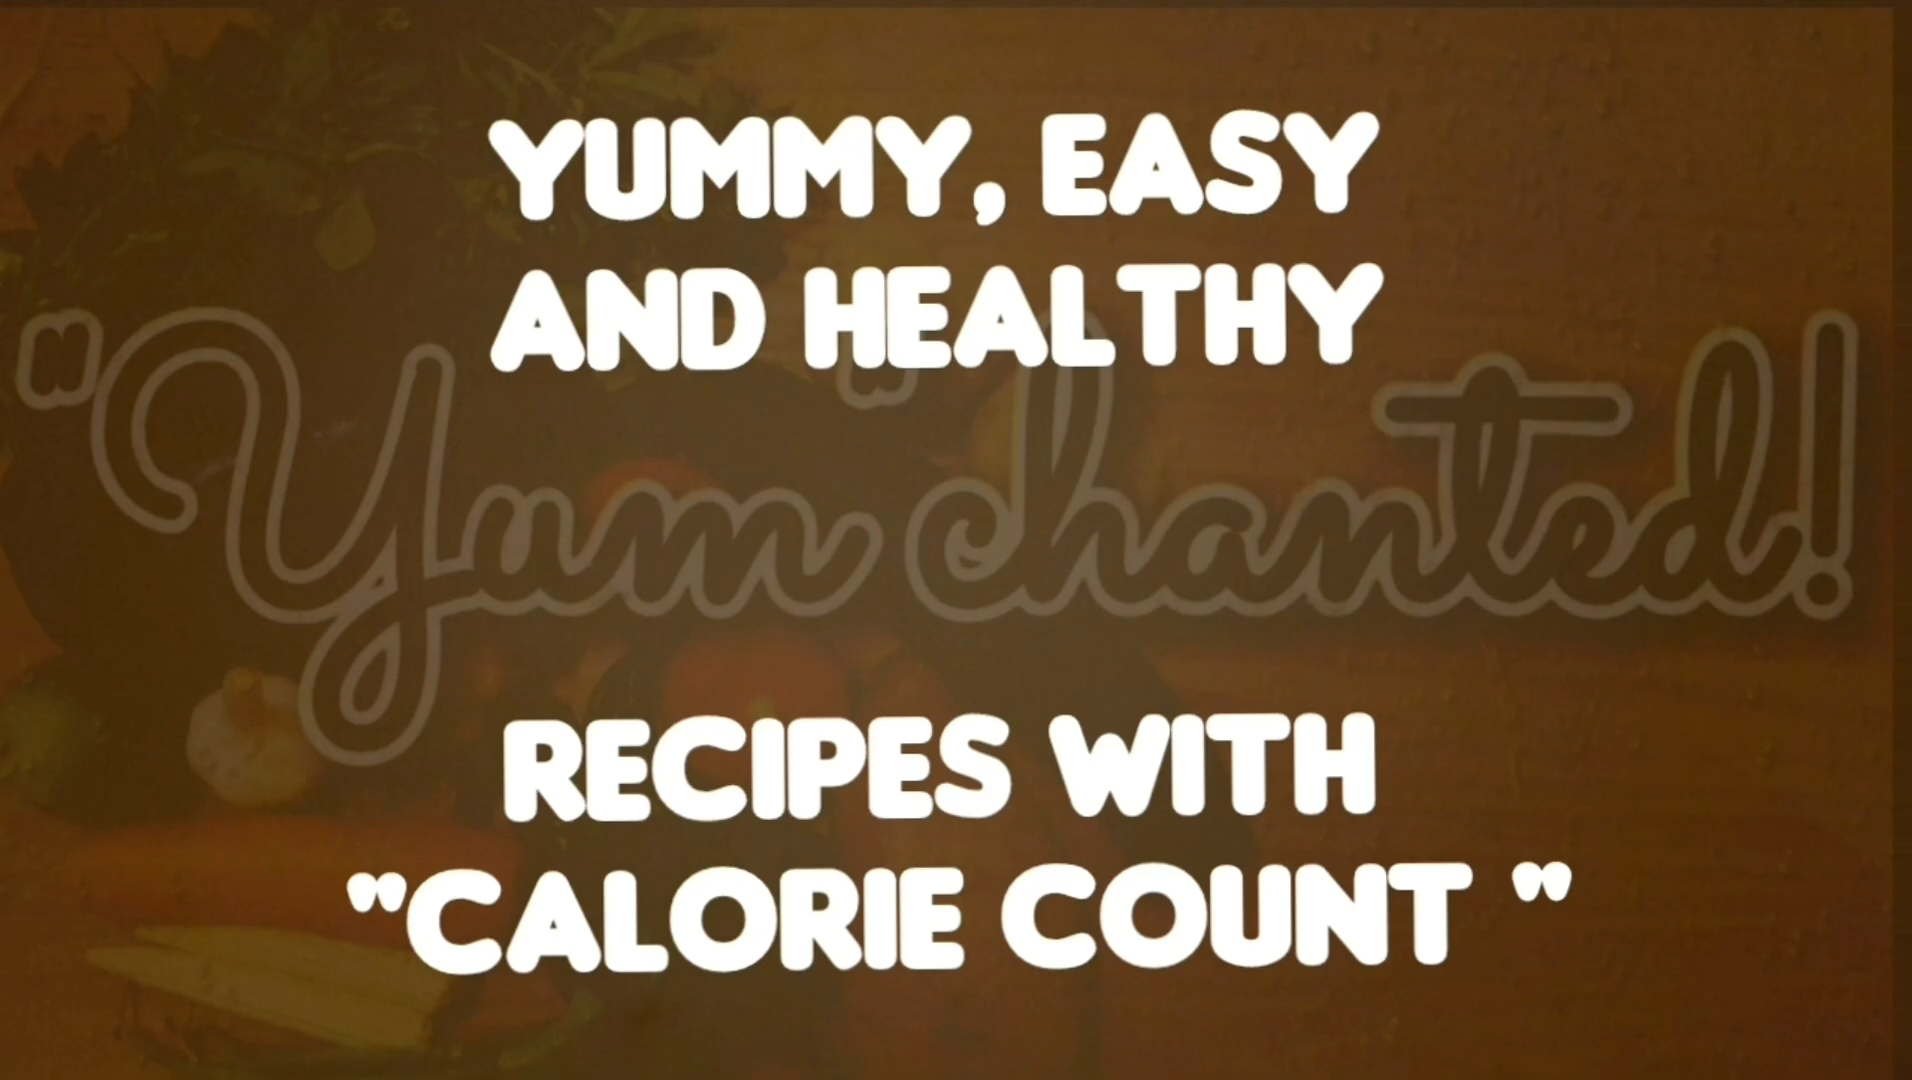 YUMMY, EASY
AND HEALTHY
"Yum"chanted!
RECIPES WITH
"CALORIE COUNT "